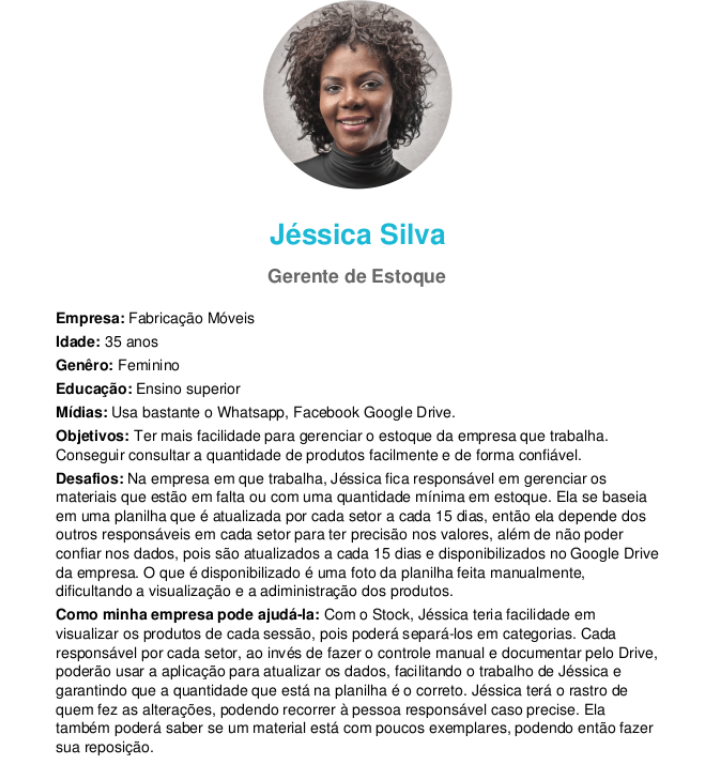 Jéssica Silva
Gerente de Estoque
Empresa: Fabricação Móveis
Idade: 35 anos
Genêro: Feminino
Educação: Ensino superior
Mídias: Usa bastante o Whatsapp, Facebook Google Drive.
Objetivos: Ter mais facilidade para gerenciar o estoque da empresa que trabalha.
Conseguir consultar a quantidade de produtos facilmente e de forma confiável.
Desafios: Na empresa em que trabalha, Jéssica fica responsável em gerenciar os
materiais que estão em falta ou com uma quantidade mínima em estoque. Ela se baseia
em uma planilha que é atualizada por cada setor a cada 15 dias, então ela depende dos
outros responsáveis em cada setor para ter precisão nos valores, além de não poder
confiar nos dados, pois são atualizados a cada 15 dias e disponibilizados no Google Drive
da empresa. O que é disponibilizado é uma foto da planilha feita manualmente,
dificultando a visualização e a adiministração dos produtos.
Como minha empresa pode ajudá-la: Com o Stock, Jéssica teria facilidade em
visualizar os produtos de cada sessão, pois poderá separá-los em categorias. Cada
responsável por cada setor, ao invés de fazer o controle manual e documentar pelo Drive,
poderão usar a aplicação para atualizar os dados, facilitando o trabalho de Jéssica e
garantindo que a quantidade que está na planilha é o correto. Jéssica terá o rastro de
quem fez as alterações, podendo recorrer à pessoa responsável caso precise. Ela
também poderá saber se um material está com poucos exemplares, podendo então fazer
sua reposição.